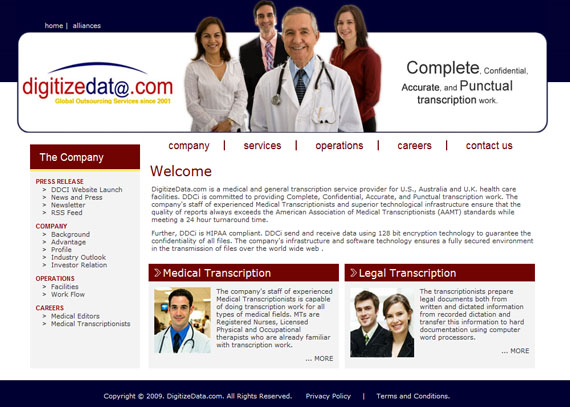 home | alliances
digitizedat@.com
Global Outsourcing Services since 2001
Complete, Confidential,
Accurate, and Punctual
transcription work.
company | services | operations | careers | contact us
The Company
PRESS RELEASE
> DDCI Website Launch
> News and Press
> Newsletter
> RSS Feed
COMPANY
> Background
> Advantage
> Profile
> Industry Outlook
> Investor Relation
OPERATIONS
> Facilities
> Work Flow
CAREERS
> Medical Editors
> Medical Transcriptionists
Welcome
DigitizeData.com is a medical and general transcription service provider for U.S., Australia and U.K. health care
facilities. DDCi is committed to providing Complete, Confidential, Accurate, and Punctual transcription work. The
company's staff of experienced Medical Transcriptionists and superior technological infrastructure ensure that the
quality of reports always exceeds the American Association of Medical Transcriptionists (AAMT) standards while
meeting a 24 hour turnaround time.
Further, DDCi is HIPAA compliant. DDCi send and receive data using 128 bit encryption technology to guarantee the
confidentiality of all files. The company's infrastructure and software technology ensures a fully secured environment
in the transmission of files over the world wide web .
Medical Transcription
The company's staff of experienced
Medical Transcriptionists is
capable of doing transcription work for all
types of medical fields. MTs are
Registered Nurses, Licensed
Physical and Occupational
therapists who are already familiar
with transcription work.
... MORE
Legal Transcription
The transcriptionists prepare
legal documents both from
written and dictated information
from recorded dictation and
transfer this information to hard
documentation using computer
word processors.
... MORE
Copyright © 2009. DigitizeData.com. All Rights Reserved. Privacy Policy | Terms and Conditions.